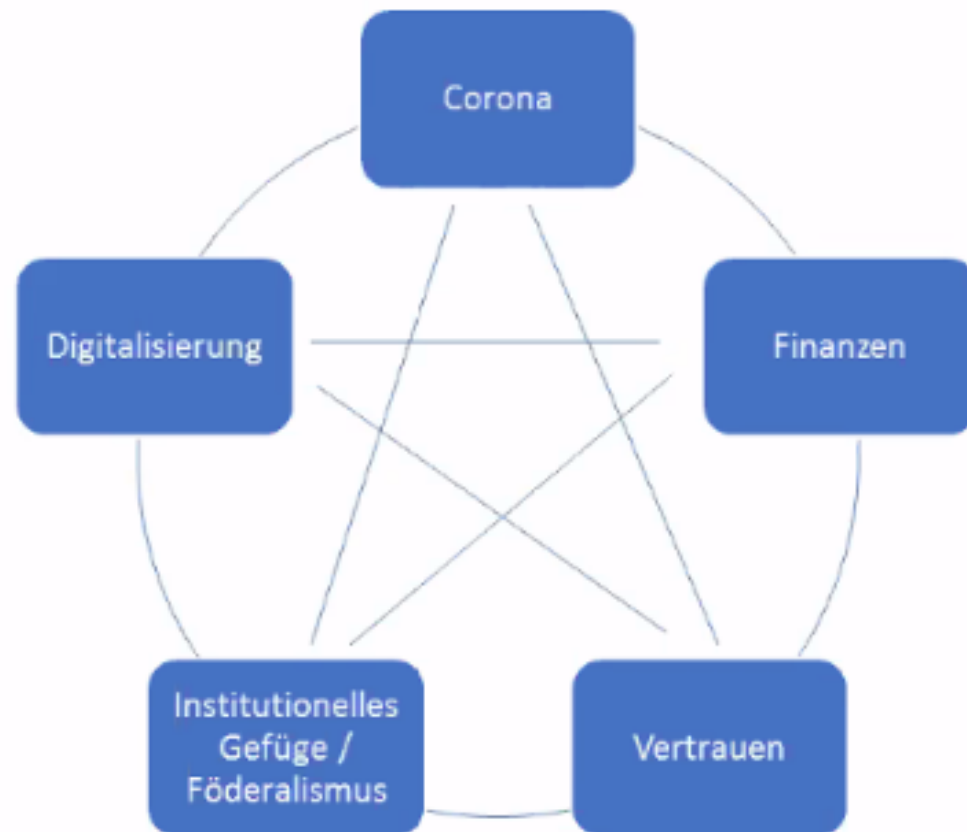 Corona
Digitalisierung
Finanzen
Institutionelles
Gefüge /
Föderalismus
Vertrauen